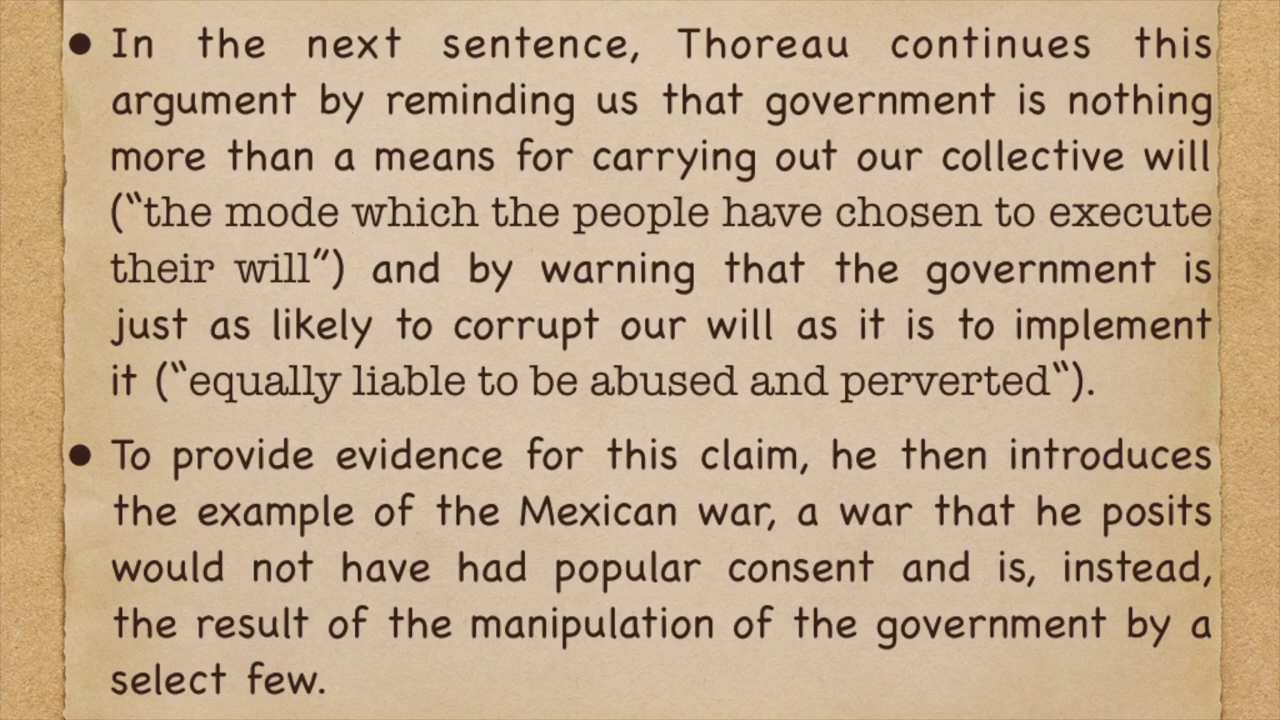 • In the next sentence, Thoreau continues this
argument by reminding us that government is nothing
more than a means for carrying out our collective will
(“the mode which the people have chosen to execute
their will”) and by warning that the government is
just as likely to corrupt our will as it is to implement
it (“equally liable to be abused and perverted“).
• To provide evidence for this claim, he then introduces
the example of the Mexican war, a war that he posits
would not have had popular consent and is, instead,
the result of the manipulation of the government by a
select few.